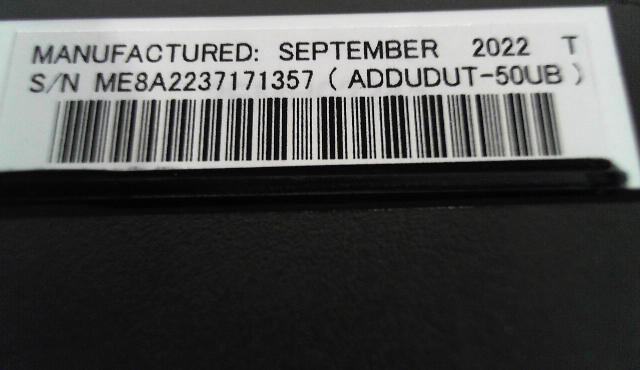 MANUFACTURED: SEPTEMBER 2022 T
S/N ME8A2237171357 ( ADDUDUT-50UB )